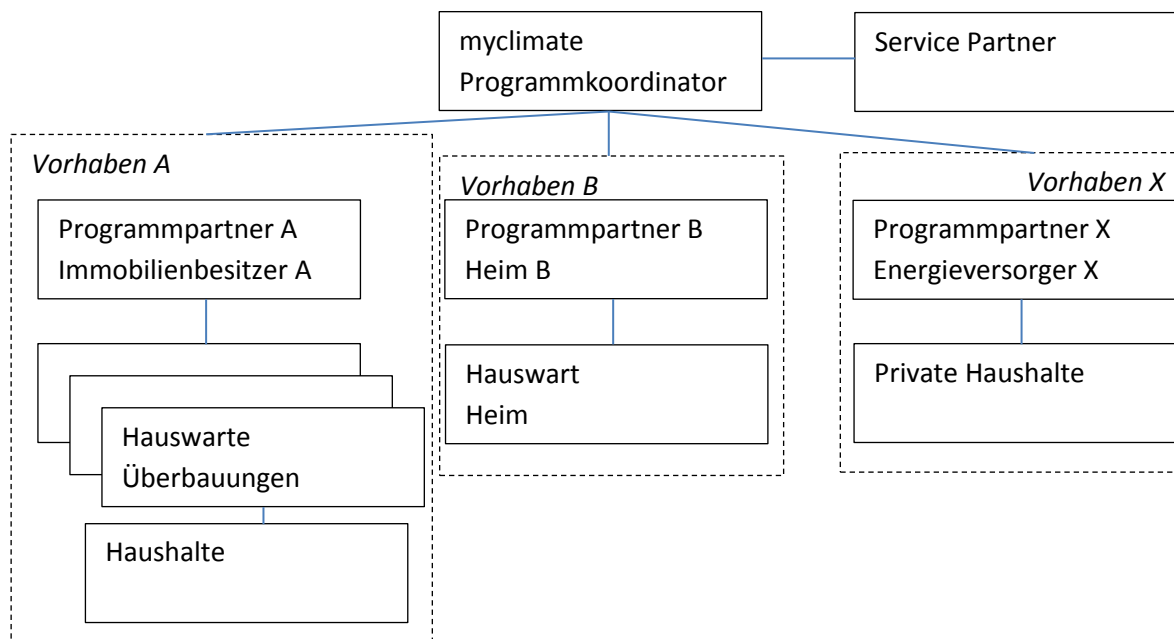 myclimate
Programmkoordinator
Service Partner
Vorhaben A
Programmpartner A
Immobilienbesitzer A
Hauswarte
Überbauungen
Haushalte
Vorhaben B
Programmpartner B
Heim B
Hauswart
Heim
Vorhaben X
Programmpartner X
Energieversorger X
Private Haushalte